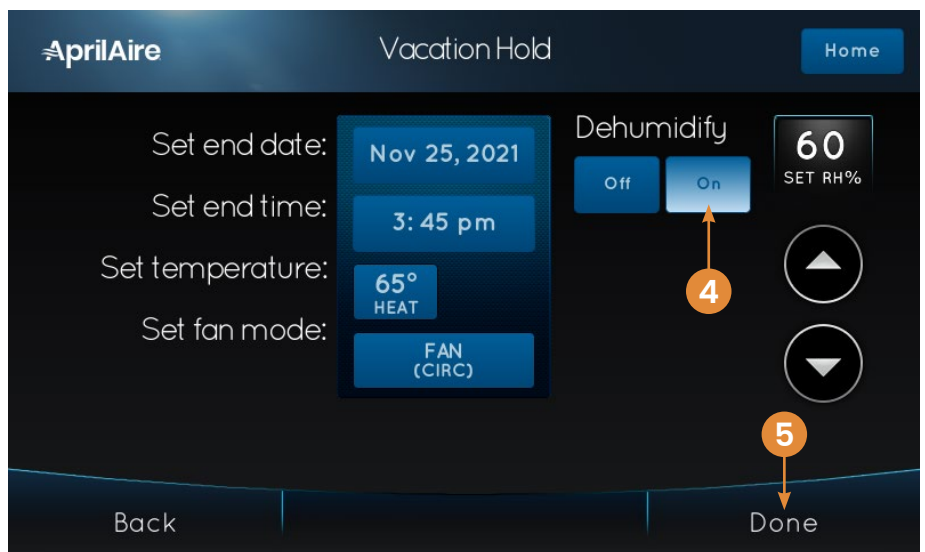 AprilAire
Vacation Hold
Home
Set end date:
Nov 25, 2021
Set end time:
3: 45 pm
Set temperature:
65°
HEAT
Set fan mode:
FAN
(CIRC)
Dehumidify
Off
On
60
SET RH%
4
5
Back
Done